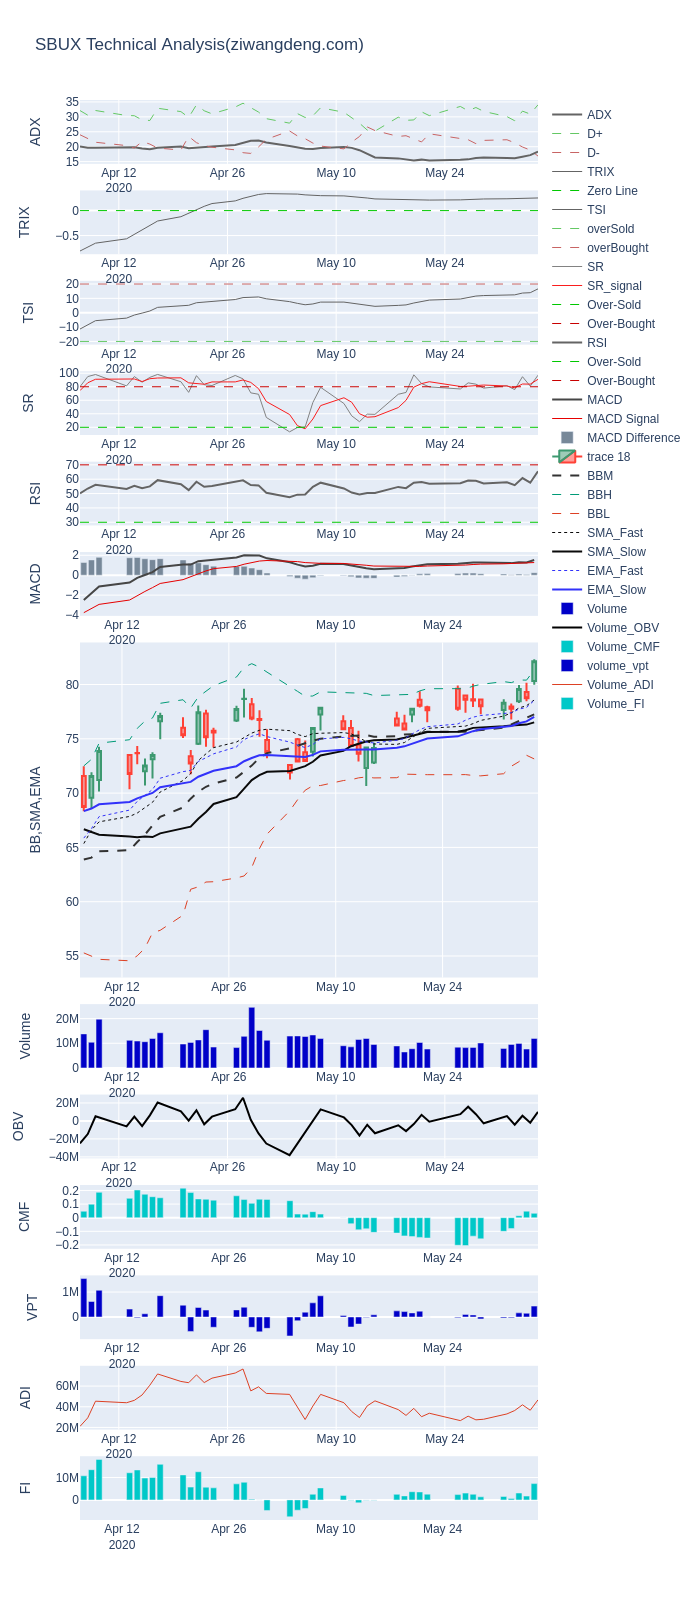 SBUX Technical Analysis(ziwangdeng.com)
ADX
35
30
25
20
15
Apr 12
2020
Apr 26
May 10
May 24
TRIX
0
−0.5
Apr 12
2020
Apr 26
May 10
May 24
TSI
20
10
0
−10
−20
Apr 12
2020
Apr 26
May 10
May 24
SR
100
80
60
40
20
Apr 12
2020
Apr 26
May 10
May 24
RSI
70
60
50
40
30
Apr 12
2020
Apr 26
May 10
May 24
MACD
2
0
−2
−4
Apr 12
2020
Apr 26
May 10
May 24
BB,SMA,EMA
80
75
70
65
60
55
Apr 12
2020
Apr 26
May 10
May 24
Volume
20M
10M
0
Apr 12
2020
Apr 26
May 10
May 24
OBV
20M
0
−20M
−40M
Apr 12
2020
Apr 26
May 10
May 24
CMF
0.2
0.1
0
−0.1
−0.2
Apr 12
2020
Apr 26
May 10
May 24
VPT
1M
0
Apr 12
2020
Apr 26
May 10
May 24
ADI
60M
40M
20M
Apr 12
2020
Apr 26
May 10
May 24
FI
10M
0
Apr 12
2020
Apr 26
May 10
May 24
ADX
D+
D-
TRIX
Zero Line
TSI
overSold
overBought
SR
SR_signal
Over-Sold
Over-Bought
RSI
Over-Sold
Over-Bought
MACD
MACD Signal
MACD Difference
trace 18
BBM
BBH
BBL
SMA_Fast
SMA_Slow
EMA_Fast
EMA_Slow
Volume
Volume_OBV
Volume_CMF
volume_vpt
Volume_ADI
Volume_FI